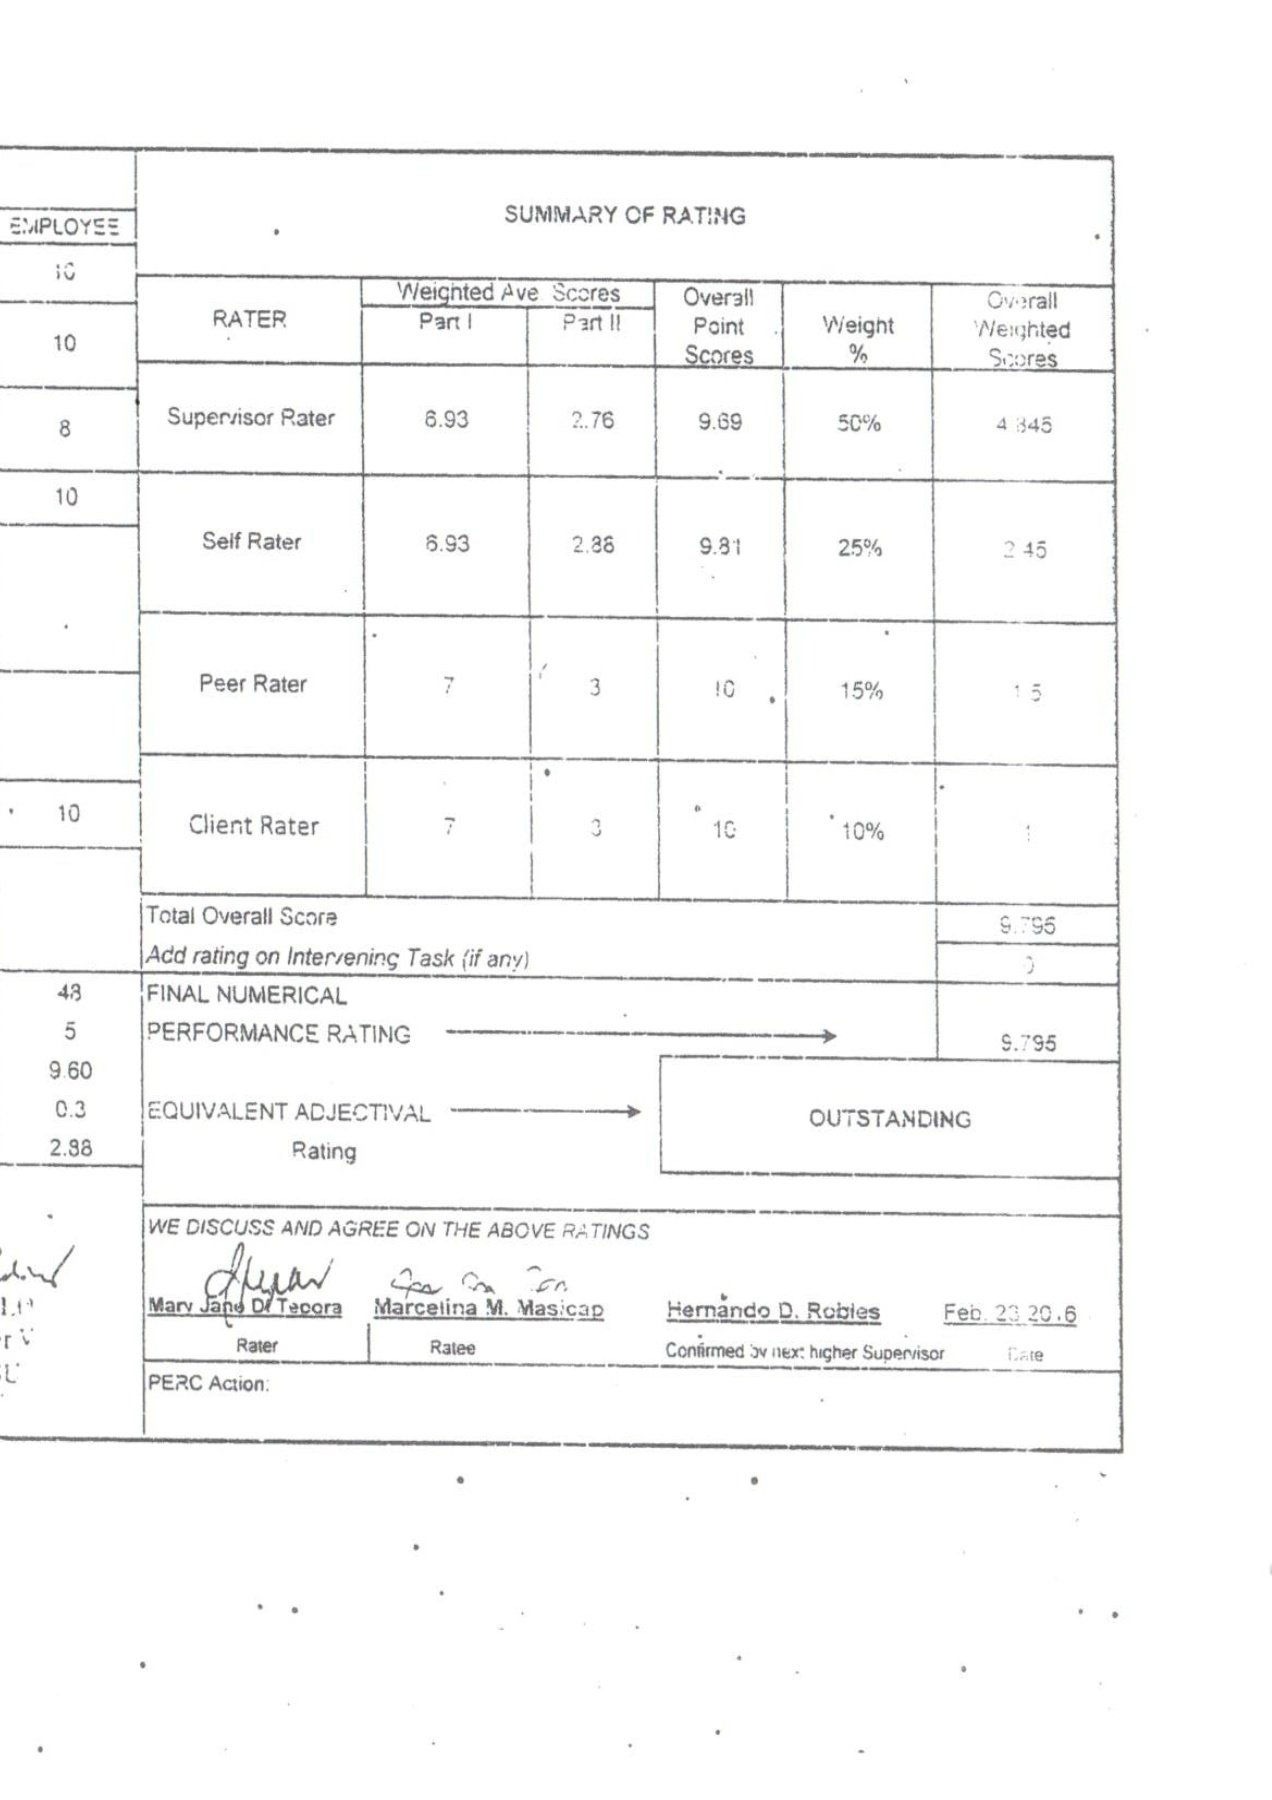 EMPLOYEE
10
10
8
10
10
48
5
9.60
0.3
2.88
SUMMARY OF RATING
RATER
Weighted Ave. Scores
Part I
Part II
Overall
Point
Scores
Weight
%
Overall
Weighted
Scores
Supervisor Rater 6.93 2.76 9.69 50% 4.845
Self Rater 6.93 2.88 9.81 25% 2.45
Peer Rater 7 3 10 15% 1.5
Client Rater 7 3 10 10% 1
Total Overall Score 9.795
Add rating on Intervening Task (if any) 0
FINAL NUMERICAL
PERFORMANCE RATING 9.795
EQUIVALENT ADJECTIVAL
Rating
OUTSTANDING
WE DISCUSS AND AGREE ON THE ABOVE RATINGS
Mary Jane D. Tecora Marcelina M. Masicap Hernando D. Robles Feb. 23 2016
Rater Ratee Confirmed by next higher Supervisor Date
PERC Action: